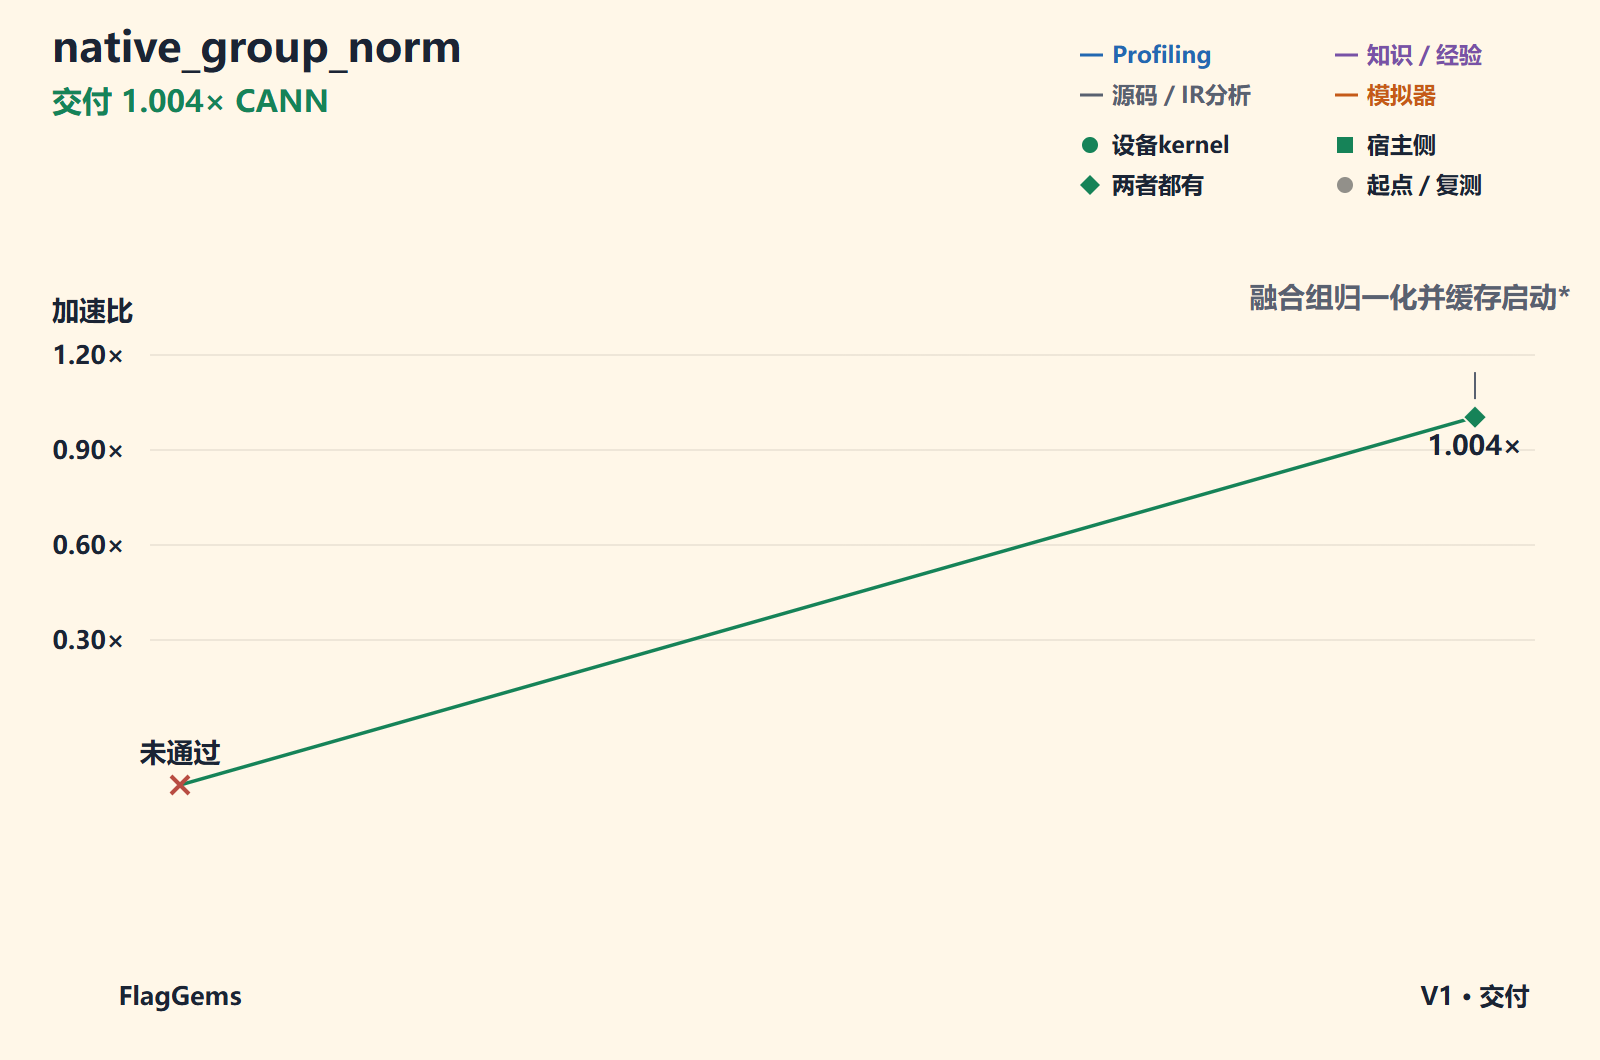 native_group_norm
交付 1.004× CANN
Profiling
知识 / 经验
源码 / IR分析
模拟器
设备kernel
宿主侧
两者都有
起点 / 复测
融合组归一化并缓存启动*
加速比
1.20×
0.90×
1.004×
0.60×
0.30×
未通过
FlagGems
V1 • 交付